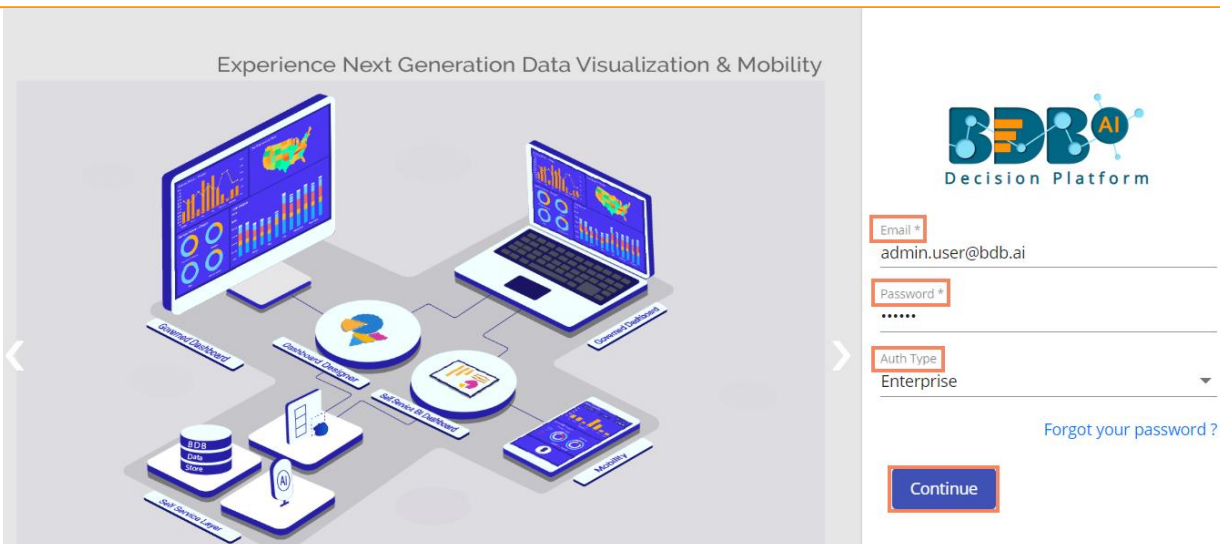 Experience Next Generation Data Visualization & Mobility
Governed Dashboard
Dashboard Designer
Self Service BI Dashboard
Governed Dashboard
Mobility
BDB
Data
Store
AI
Self Service Layer
BDB AI
Decision Platform
Email *
admin.user@bdb.ai
Password *
••••••
Auth Type
Enterprise
Forgot your password ?
Continue